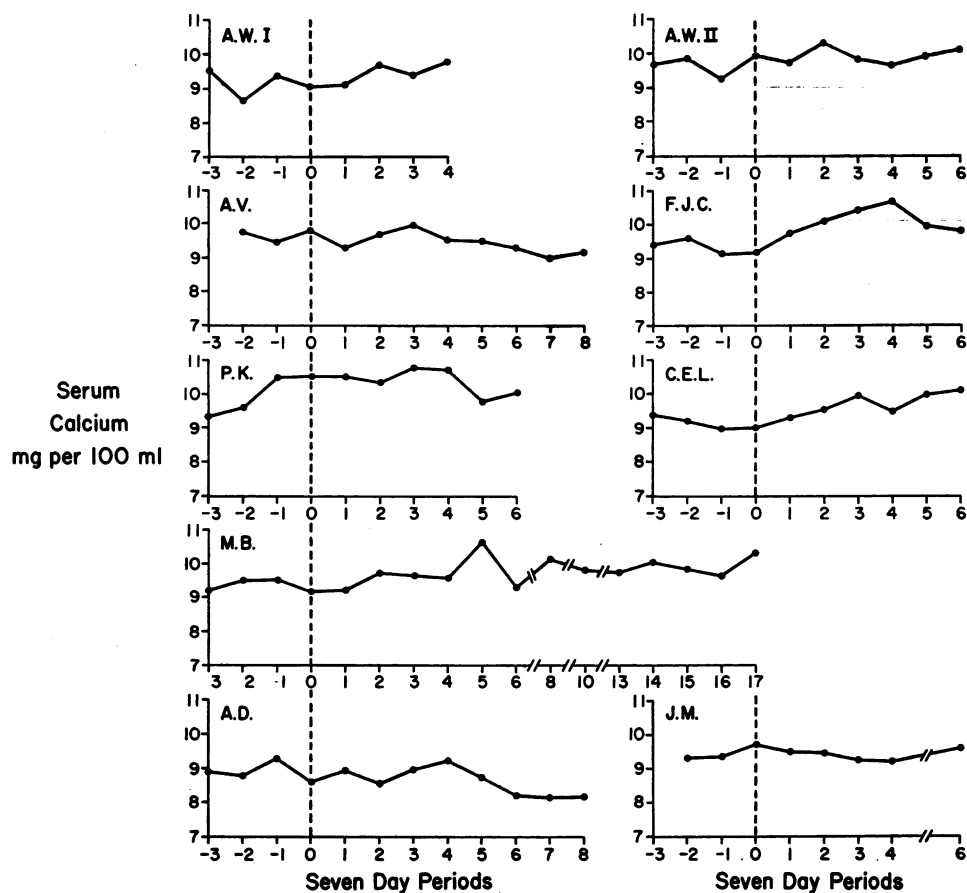 A.W. I
11
10
9
8
7
-3 -2 -1 0 1 2 3 4
A.W. II
11
10
9
8
7
-3 -2 -1 0 1 2 3 4 5 6
A.V.
11
10
9
8
7
-3 -2 -1 0 1 2 3 4 5 6 7 8
F.J.C.
11
10
9
8
7
-3 -2 -1 0 1 2 3 4 5 6
P.K.
11
10
9
8
7
-3 -2 -1 0 1 2 3 4 5 6
C.E.L.
11
10
9
8
7
-3 -2 -1 0 1 2 3 4 5 6
Serum
Calcium
mg per 100 ml
M.B.
11
10
9
8
7
3 -2 -1 0 1 2 3 4 5 6 8 10 13 14 15 16 17
A.D.
11
10
9
8
7
-3 -2 -1 0 1 2 3 4 5 6 7 8
Seven Day Periods
J.M.
11
10
9
8
7
-3 -2 -1 0 1 2 3 4 6
Seven Day Periods